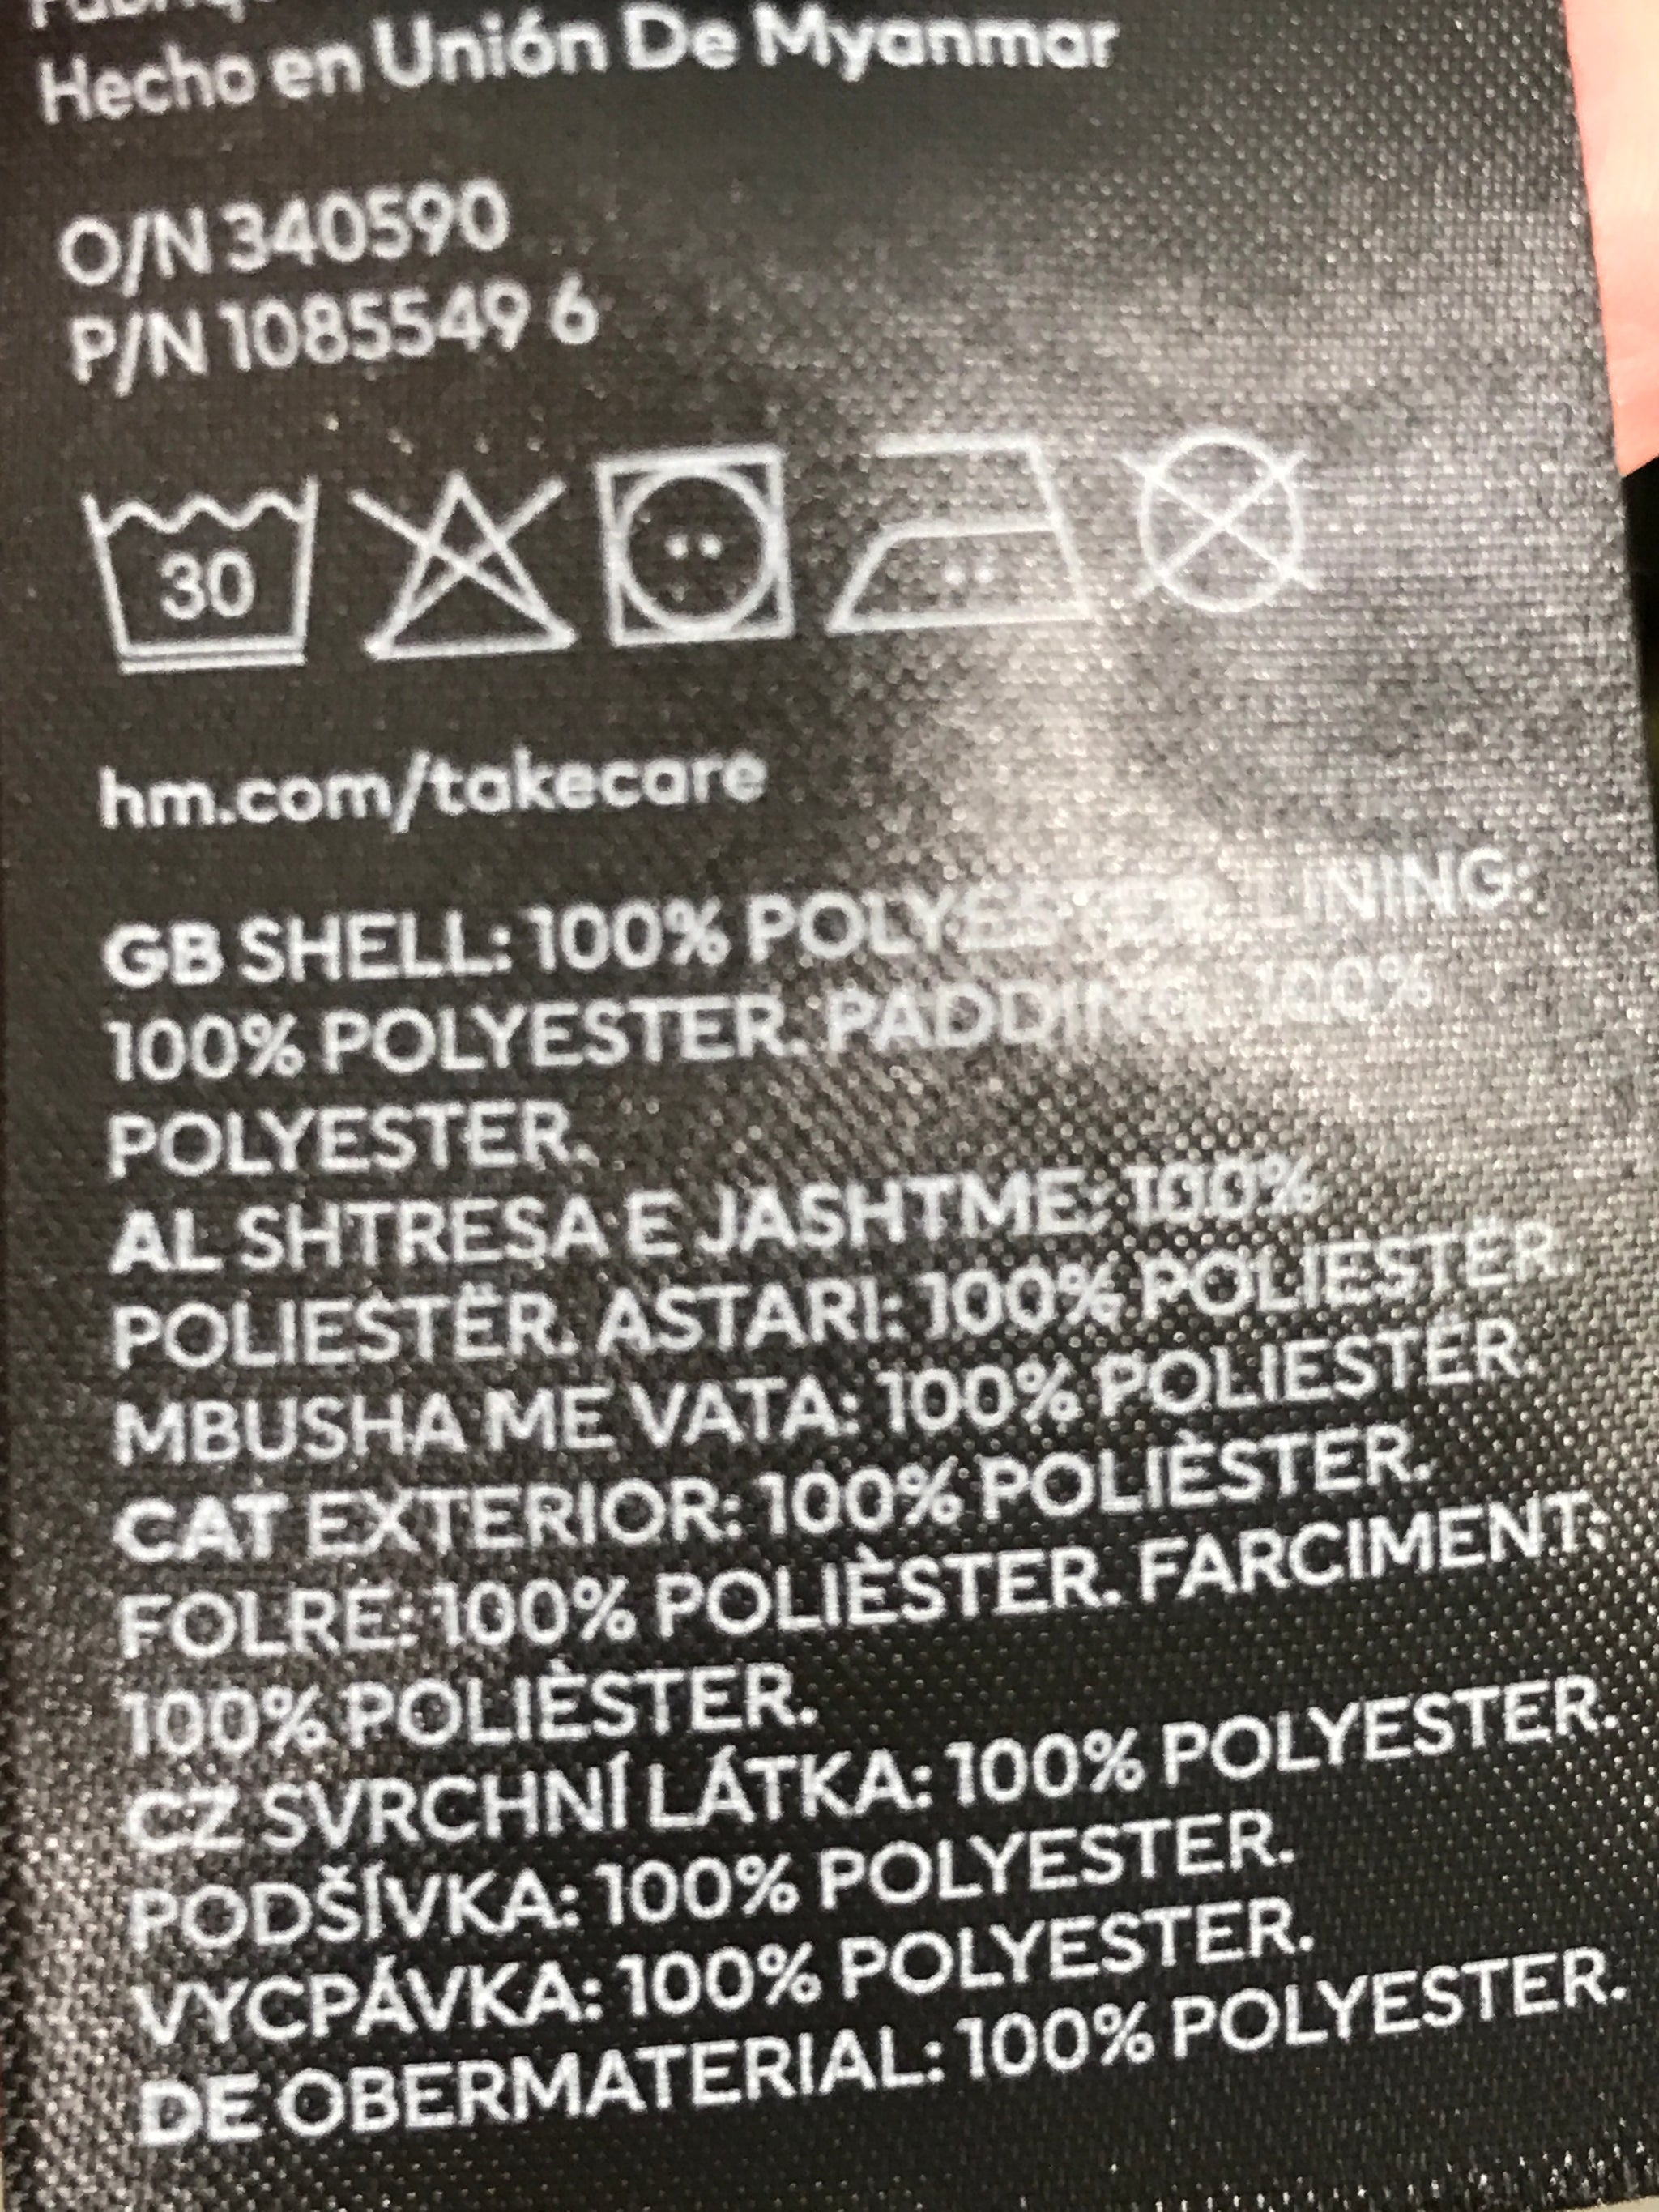 Hecho en Unión De Myanmar
O/N 340590
P/N 1085549 6
30
hm.com/takecare
GB SHELL: 100% POLYESTER. LINING:
100% POLYESTER. PADDING: 100%
POLYESTER.
AL SHTRESA E JASHTME: 100%
POLIESTËR. ASTARI: 100% POLIESTËR.
MBUSHA ME VATA: 100% POLIESTËR.
CAT EXTERIOR: 100% POLIÈSTER.
FOLRE: 100% POLIÈSTER. FARCIMENT:
100% POLIÈSTER.
CZ SVRCHNÍ LÁTKA: 100% POLYESTER.
PODŠÍVKA: 100% POLYESTER.
VYCPÁVKA: 100% POLYESTER.
DE OBERMATERIAL: 100% POLYESTER.